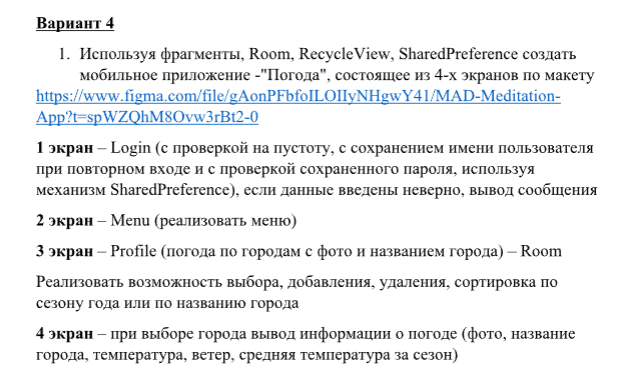 Вариант 4
1. Используя фрагменты, Room, RecycleView, SharedPreference создать
мобильное приложение -"Погода", состоящее из 4-х экранов по макету
https://www.figma.com/file/gAonPFbfoILOIIyNHgwY41/MAD-Meditation-
App?t=spWZQhM8Ovw3rBt2-0
1 экран – Login (с проверкой на пустоту, с сохранением имени пользователя
при повторном входе и с проверкой сохраненного пароля, используя
механизм SharedPreference), если данные введены неверно, вывод сообщения
2 экран – Menu (реализовать меню)
3 экран – Profile (погода по городам с фото и названием города) – Room
Реализовать возможность выбора, добавления, удаления, сортировка по
сезону года или по названию города
4 экран – при выборе города вывод информации о погоде (фото, название
города, температура, ветер, средняя температура за сезон)